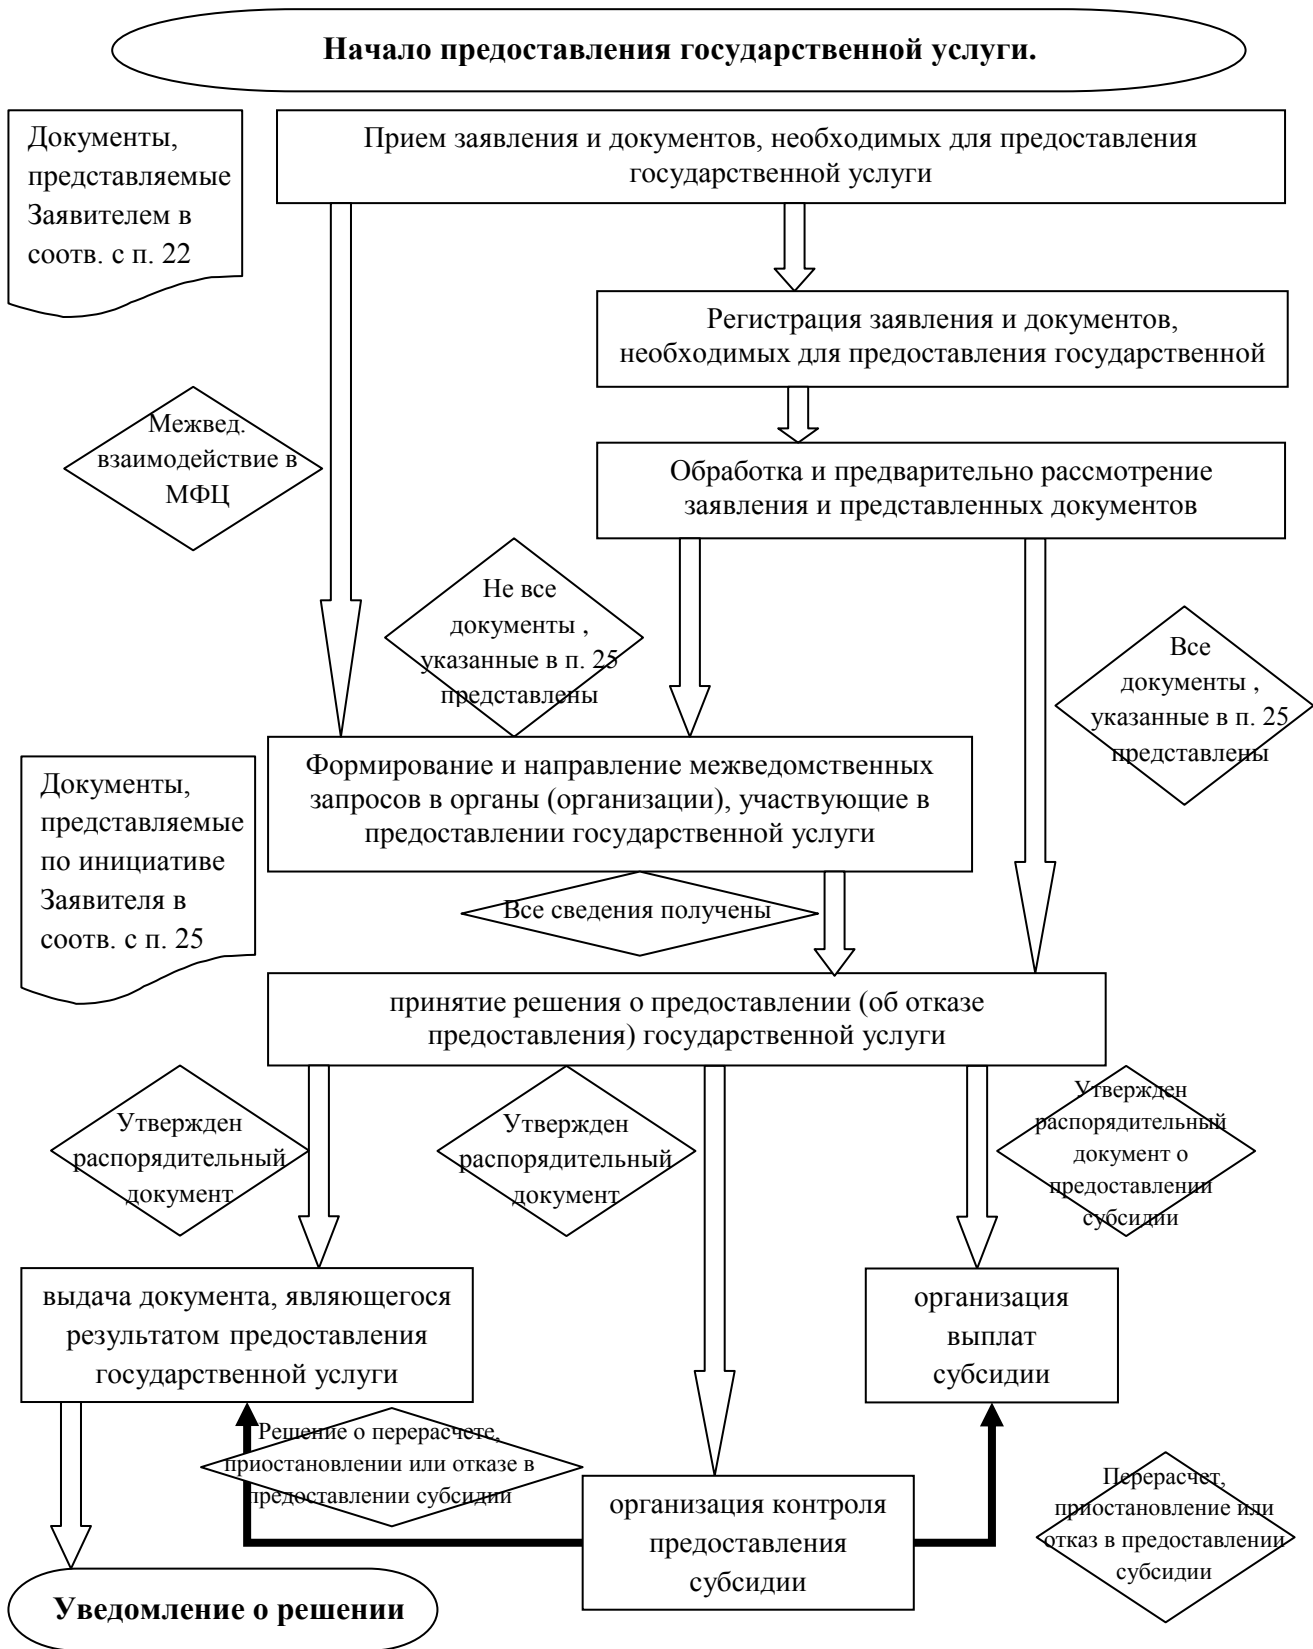 Начало предоставления государственной услуги.
Документы,
представляемые
Заявителем в
соотв. с п. 22
Прием заявления и документов, необходимых для предоставления
государственной услуги
Регистрация заявления и документов,
необходимых для предоставления государственной
Межвед.
взаимодействие в
МФЦ
Обработка и предварительно рассмотрение
заявления и представленных документов
Не все
документы ,
указанные в п. 25
представлены
Все
документы ,
указанные в п. 25
представлены
Формирование и направление межведомственных
запросов в органы (организации), участвующие в
предоставлении государственной услуги
Документы,
представляемые
по инициативе
Заявителя в
соотв. с п. 25
Все сведения получены
принятие решения о предоставлении (об отказе
предоставления) государственной услуги
Утвержден
распорядительный
документ
Утвержден
распорядительный
документ
Утвержден
распорядительный
документ о
предоставлении
субсидии
выдача документа, являющегося
результатом предоставления
государственной услуги
организация
выплат
субсидии
Решение о перерасчете,
приостановлении или отказе в
предоставлении субсидии
организация контроля
предоставления
субсидии
Перерасчет,
приостановление или
отказ в предоставлении
субсидии
Уведомление о решении